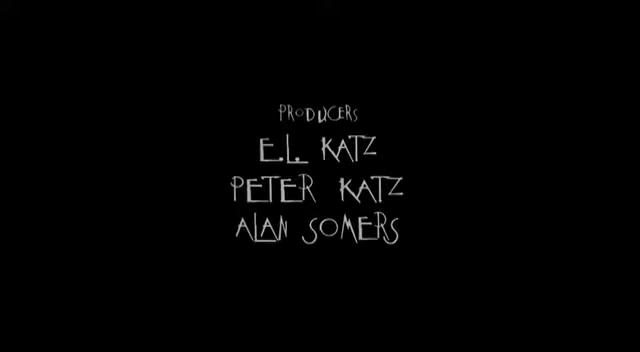 PRODUCERS
E.L. KATZ
PETER KATZ
ALAN SOMERS